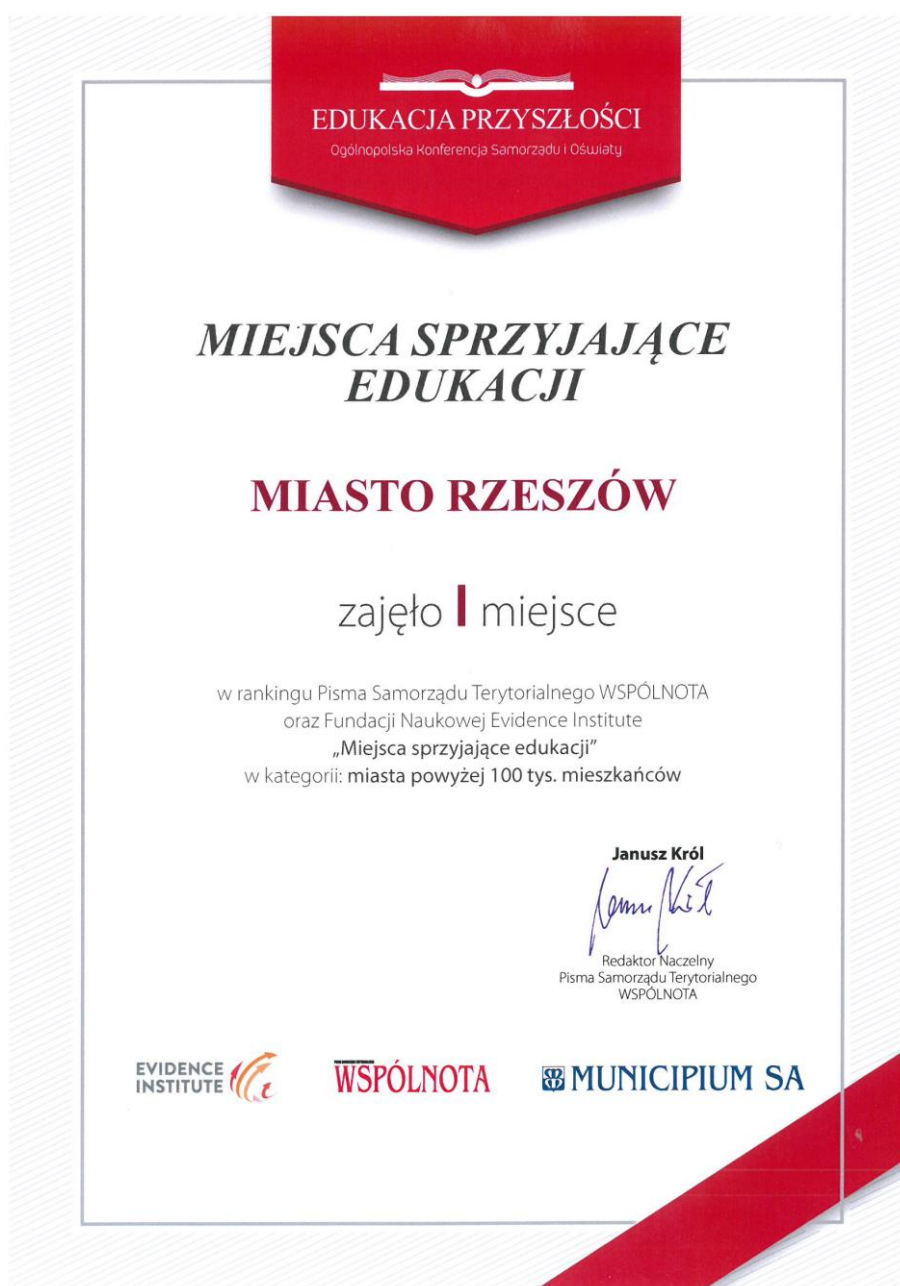 EDUKACJA PRZYSZŁOŚCI
Ogólnopolska Konferencja Samorządu i Oświaty
MIEJSCA SPRZYJAJĄCE
EDUKACJI
MIASTO RZESZÓW
zajęło I miejsce
w rankingu Pisma Samorządu Terytorialnego WSPÓLNOTA
oraz Fundacji Naukowej Evidence Institute
„Miejsca sprzyjające edukacji”
w kategorii: miasta powyżej 100 tys. mieszkańców
Janusz Król
Redaktor Naczelny
Pisma Samorządu Terytorialnego
WSPÓLNOTA
EVIDENCE
INSTITUTE
WSPÓLNOTA
MUNICIPIUM SA